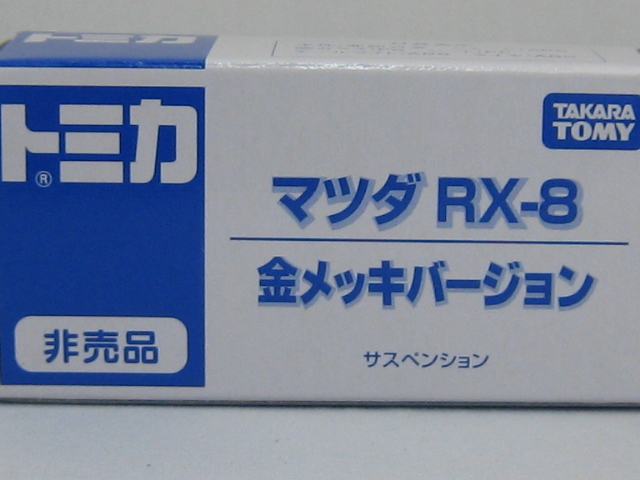 トミカ
®
TAKARA
TOMY
マツダ RX-8
金メッキバージョン
非売品
サスペンション